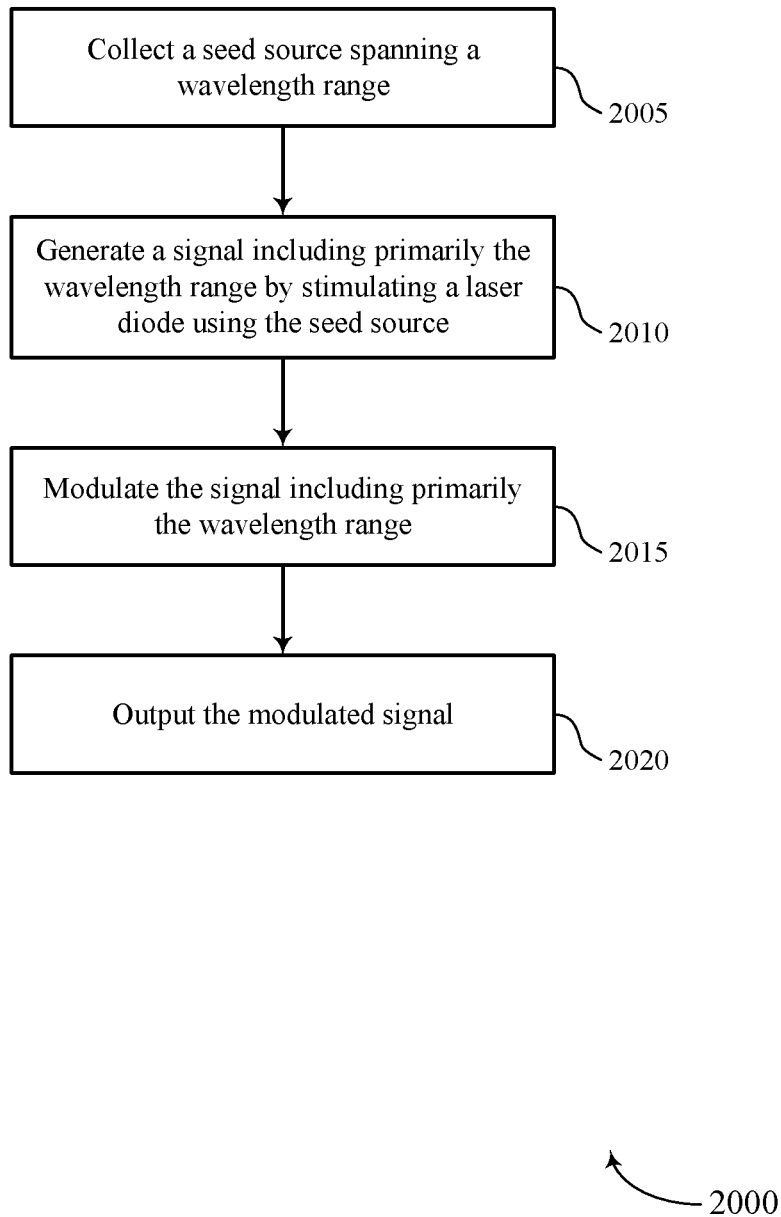 Collect a seed source spanning a
wavelength range
2005
Generate a signal including primarily the
wavelength range by stimulating a laser
diode using the seed source
2010
Modulate the signal including primarily
the wavelength range
2015
Output the modulated signal
2020
2000